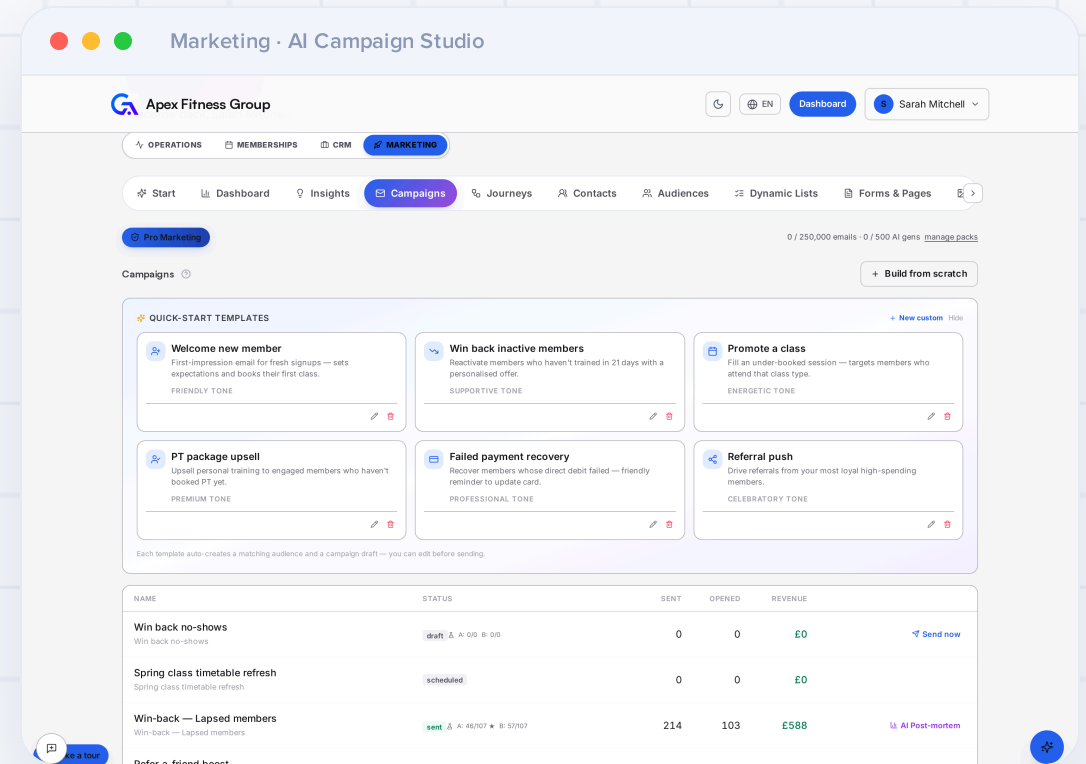 Marketing · AI Campaign Studio
Apex Fitness Group
EN
Dashboard
S
Sarah Mitchell
OPERATIONS
MEMBERSHIPS
CRM
MARKETING
Start
Dashboard
Insights
Campaigns
Journeys
Contacts
Audiences
Dynamic Lists
Forms & Pages
Pro Marketing
0 / 250,000 emails · 0 / 500 AI gens manage packs
Campaigns
Build from scratch
QUICK-START TEMPLATES
+ New custom
Hide
Welcome new member
First-impression email for fresh signups — sets
expectations and books their first class.
FRIENDLY TONE
Win back inactive members
Reactivate members who haven't trained in 21 days with a
personalised offer.
SUPPORTIVE TONE
Promote a class
Fill an under-booked session — targets members who
attend that class type.
ENERGETIC TONE
PT package upsell
Upsell personal training to engaged members who haven't
booked PT yet.
PREMIUM TONE
Failed payment recovery
Recover members whose direct debit failed — friendly
reminder to update card.
PROFESSIONAL TONE
Referral push
Drive referrals from your most loyal high-spending
members.
CELEBRATORY TONE
Each template auto-creates a matching audience and a campaign draft — you can edit before sending.
NAME STATUS SENT OPENED REVENUE
Win back no-shows
Win back no-shows
draft A: 0/0 B: 0/0 0 0 £0 Send now
Spring class timetable refresh
Spring class timetable refresh
scheduled 0 0 £0
Win-back — Lapsed members
Win-back — Lapsed members
sent A: 46/107 ★ B: 57/107 214 103 £588 AI Post-mortem
Refer-a-friend boost
ke a tour